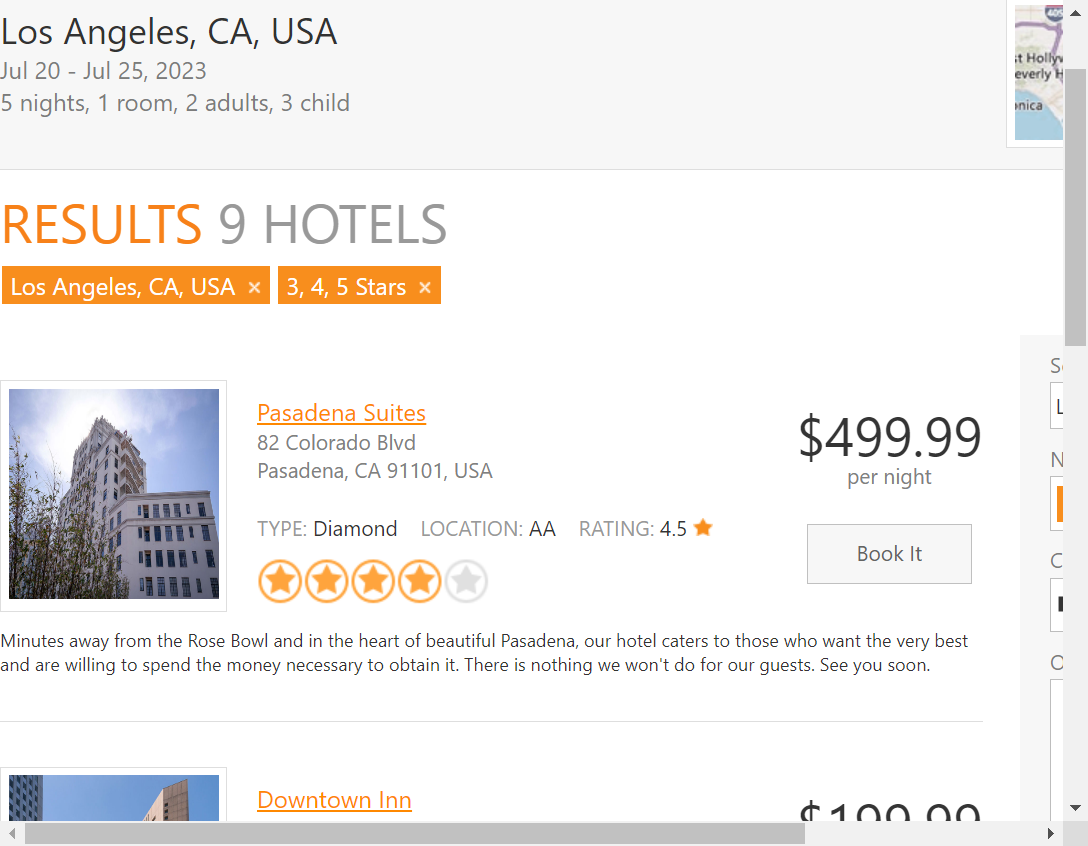 Los Angeles, CA, USA
Jul 20 - Jul 25, 2023
5 nights, 1 room, 2 adults, 3 child
405
st Hollyw
everly H
onica
RESULTS 9 HOTELS
Los Angeles, CA, USA × 3, 4, 5 Stars ×
Pasadena Suites
82 Colorado Blvd
Pasadena, CA 91101, USA
$499.99
per night
TYPE: Diamond LOCATION: AA RATING: 4.5
Book It
Minutes away from the Rose Bowl and in the heart of beautiful Pasadena, our hotel caters to those who want the very best
and are willing to spend the money necessary to obtain it. There is nothing we won't do for our guests. See you soon.
Downtown Inn
$199.99